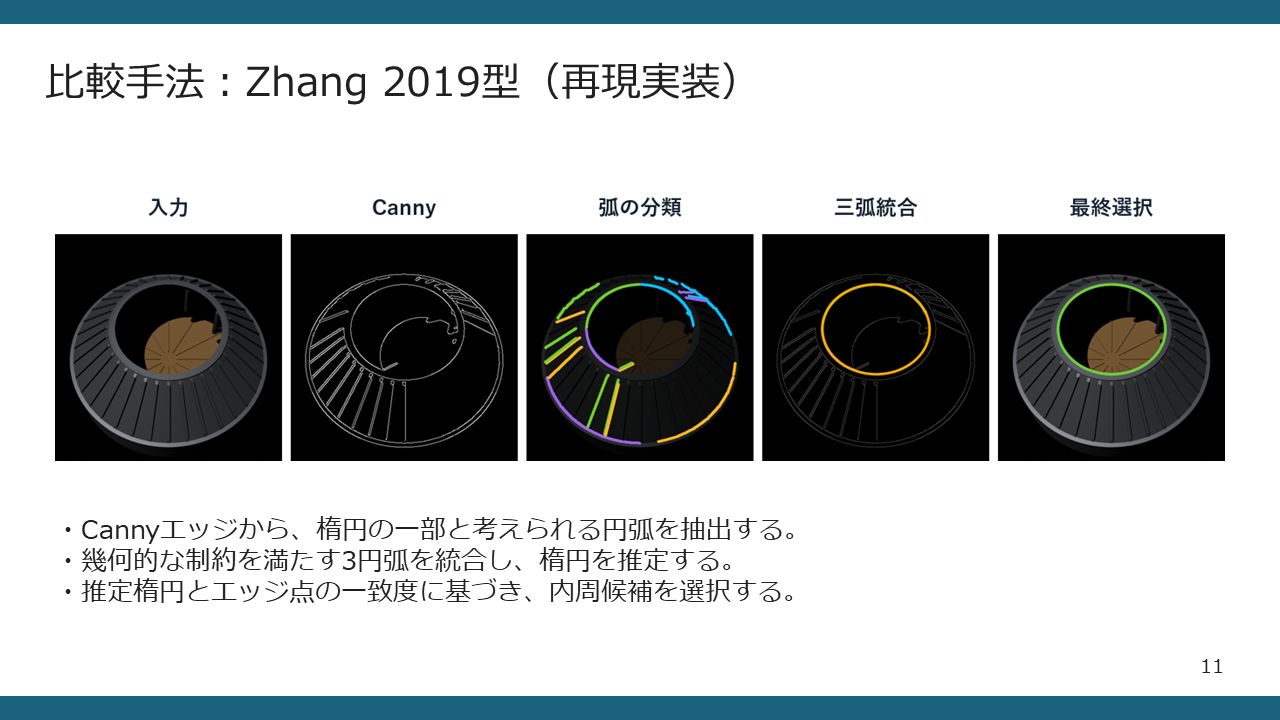 比較手法：Zhang 2019型（再現実装）
入力
Canny
弧の分類
三弧統合
最終選択
・Cannyエッジから、楕円の一部と考えられる円弧を抽出する。
・幾何的な制約を満たす3円弧を統合し、楕円を推定する。
・推定楕円とエッジ点の一致度に基づき、内周候補を選択する。
11